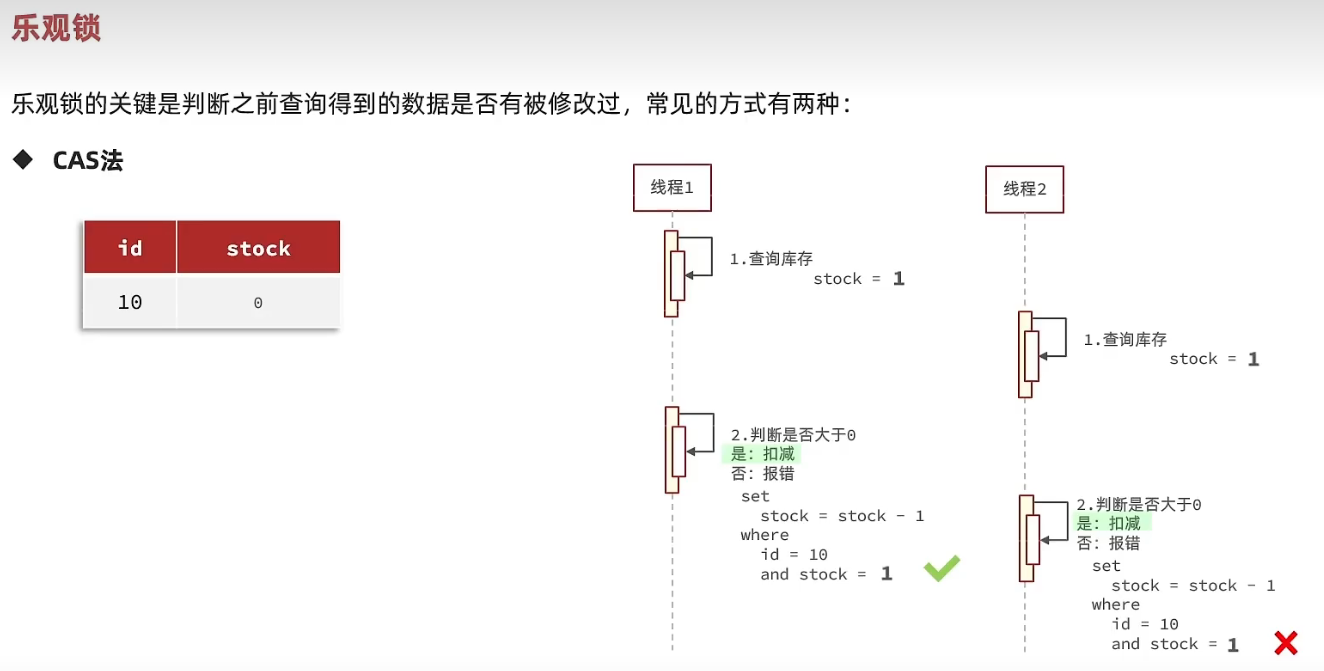 乐观锁
乐观锁的关键是判断之前查询得到的数据是否有被修改过，常见的方式有两种：
◆ CAS法
id stock
10 0
线程1
1.查询库存
stock = 1
2.判断是否大于0
是：扣减
否：报错
set
stock = stock - 1
where
id = 10
and stock = 1
线程2
1.查询库存
stock = 1
2.判断是否大于0
是：扣减
否：报错
set
stock = stock - 1
where
id = 10
and stock = 1